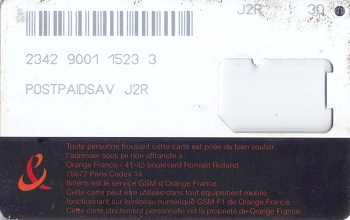 J2R 30
2342 9001 1523 3
POSTPAIDSAV J2R
&
Toute personne trouvant cette carte est priée de bien vouloir
l'adresser sous pli non affranchi à :
Orange France - 41-45 boulevard Romain Rolland
75672 Paris Cedex 14
Itineris est le service GSM d'Orange France.
Cette carte peut être utilisée dans tout équipement mobile
fonctionnant sur le réseau numérique GSM F1 de Orange France.
Cette carte strictement personnelle est la propriété de Orange France.